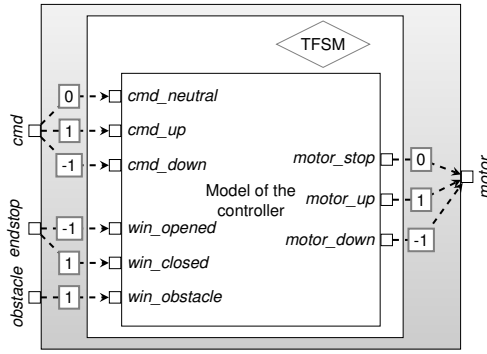 TFSM
0 cmd_neutral
cmd
1 cmd_up
-1 cmd_down
motor_stop 0
motor
Model of the
controller
motor_up 1
motor_down -1
endstop
-1 win_opened
1 win_closed
obstacle
1 win_obstacle